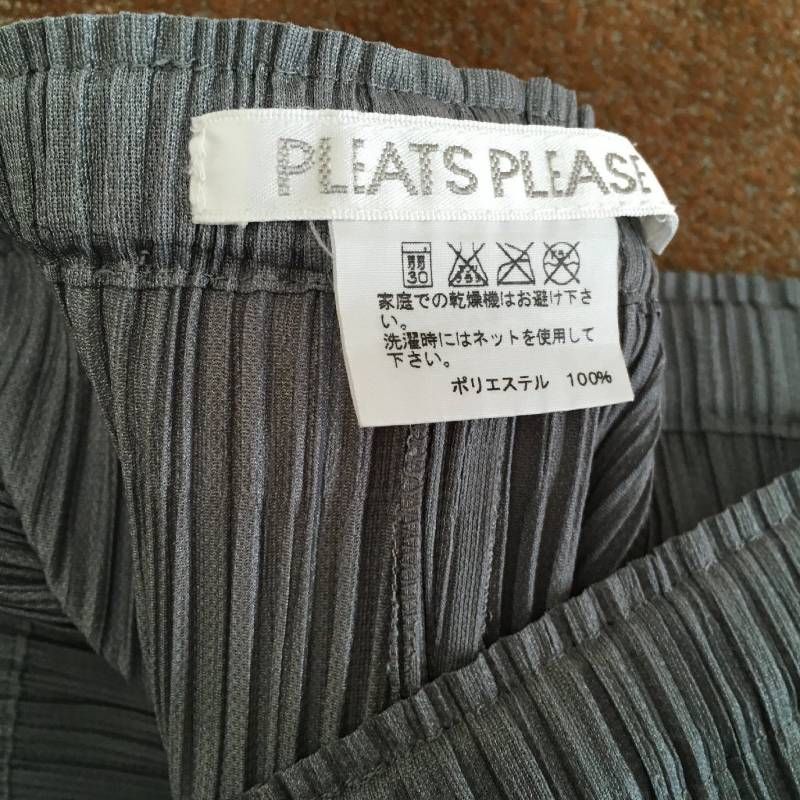 PLEATS PLEASE
30
家庭での乾燥機はお避け下さ
い。
洗濯時にはネットを使用して
下さい。
ポリエステル 100%